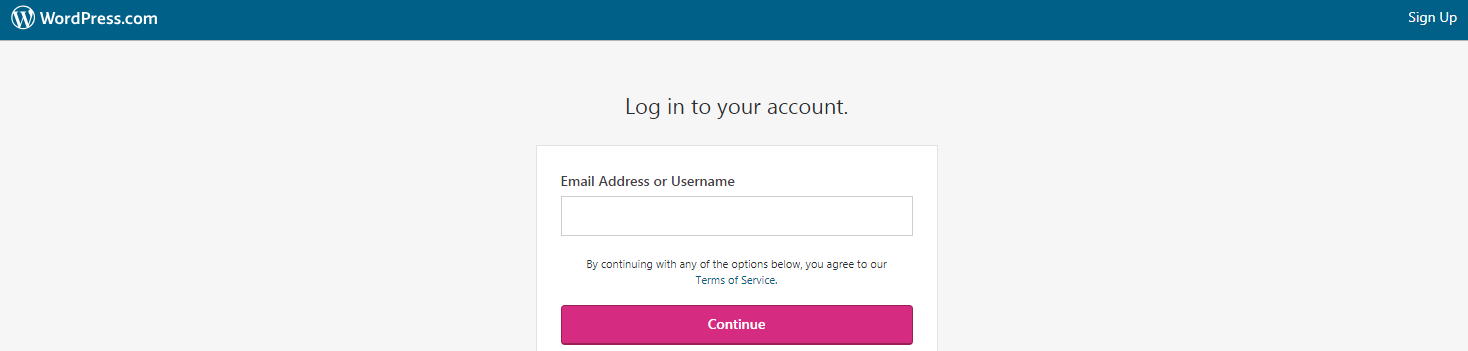 WordPress.com
Sign Up
Log in to your account.
Email Address or Username
By continuing with any of the options below, you agree to our
Terms of Service.
Continue